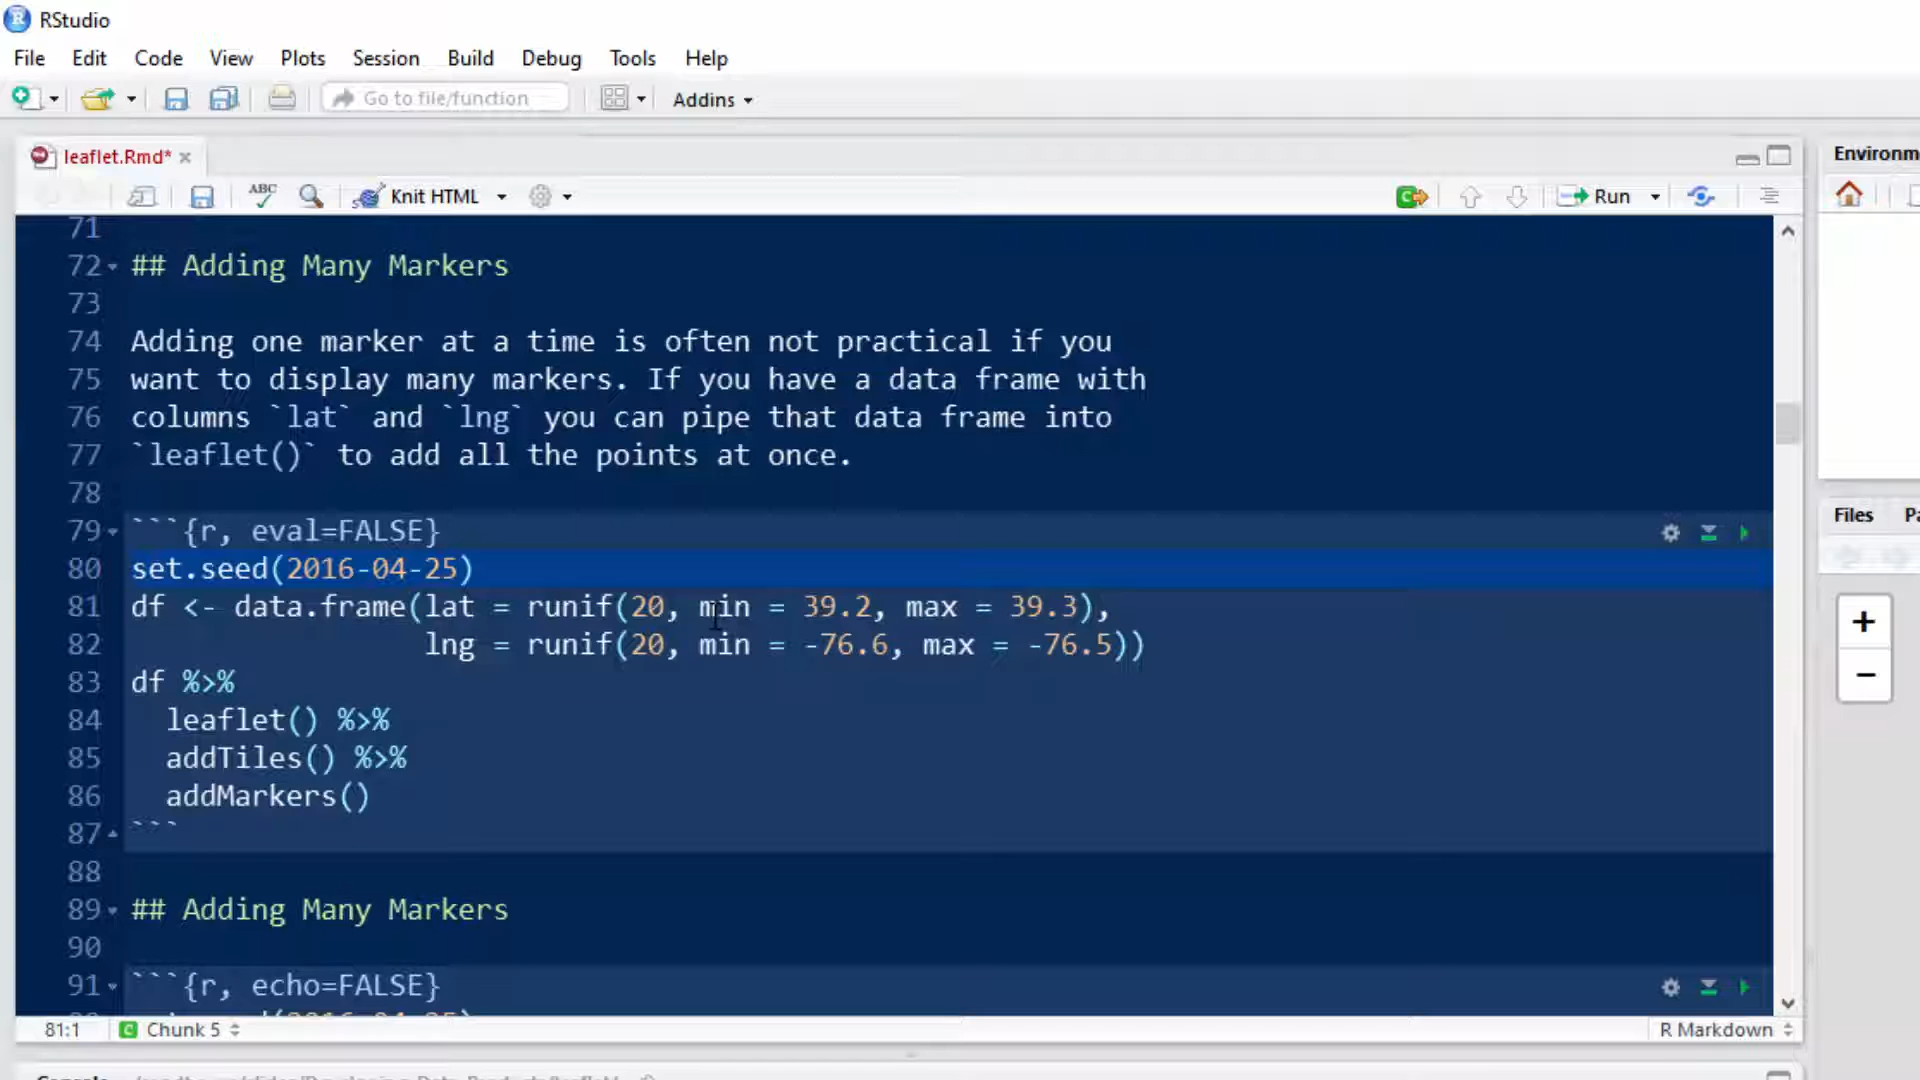 RStudio
File Edit Code View Plots Session Build Debug Tools Help
Go to file/function Addins
leaflet.Rmd*
ABC Knit HTML Run
71
72 ## Adding Many Markers
73
74 Adding one marker at a time is often not practical if you
75 want to display many markers. If you have a data frame with
76 columns `lat` and `lng` you can pipe that data frame into
77 `leaflet()` to add all the points at once.
78
79 ```{r, eval=FALSE}
80 set.seed(2016-04-25)
81 df <- data.frame(lat = runif(20, min = 39.2, max = 39.3),
82 lng = runif(20, min = -76.6, max = -76.5))
83 df %>%
84 leaflet() %>%
85 addTiles() %>%
86 addMarkers()
87 ```
88
89 ## Adding Many Markers
90
91 ```{r, echo=FALSE}
81:1 C Chunk 5 R Markdown
Environm
Files
+
−